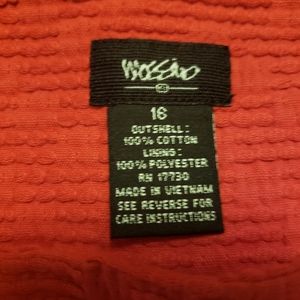 Mossimo
16
OUTSHELL:
100% COTTON
LINING:
100% POLYESTER
RN 17730
MADE IN VIETNAM
SEE REVERSE FOR
CARE INSTRUCTIONS